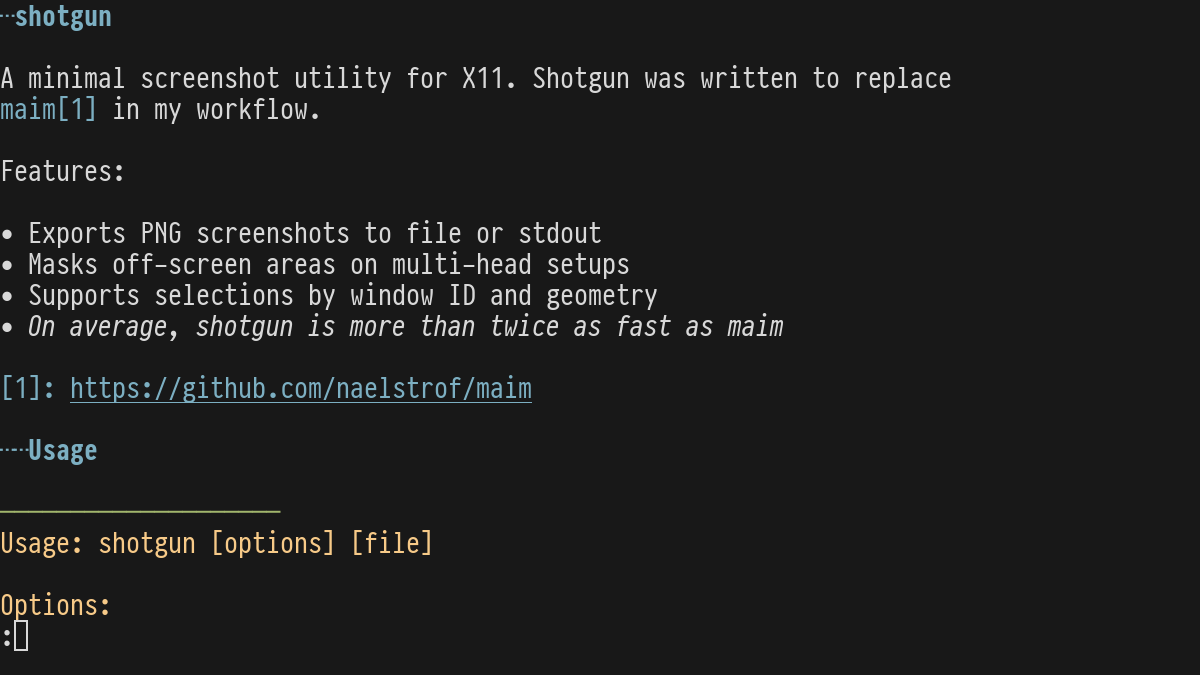 ┄shotgun
A minimal screenshot utility for X11. Shotgun was written to replace
maim[1] in my workflow.
Features:
• Exports PNG screenshots to file or stdout
• Masks off-screen areas on multi-head setups
• Supports selections by window ID and geometry
• On average, shotgun is more than twice as fast as maim
[1]: https://github.com/naelstrof/maim
┄┄Usage
────────────────────
Usage: shotgun [options] [file]
Options:
: